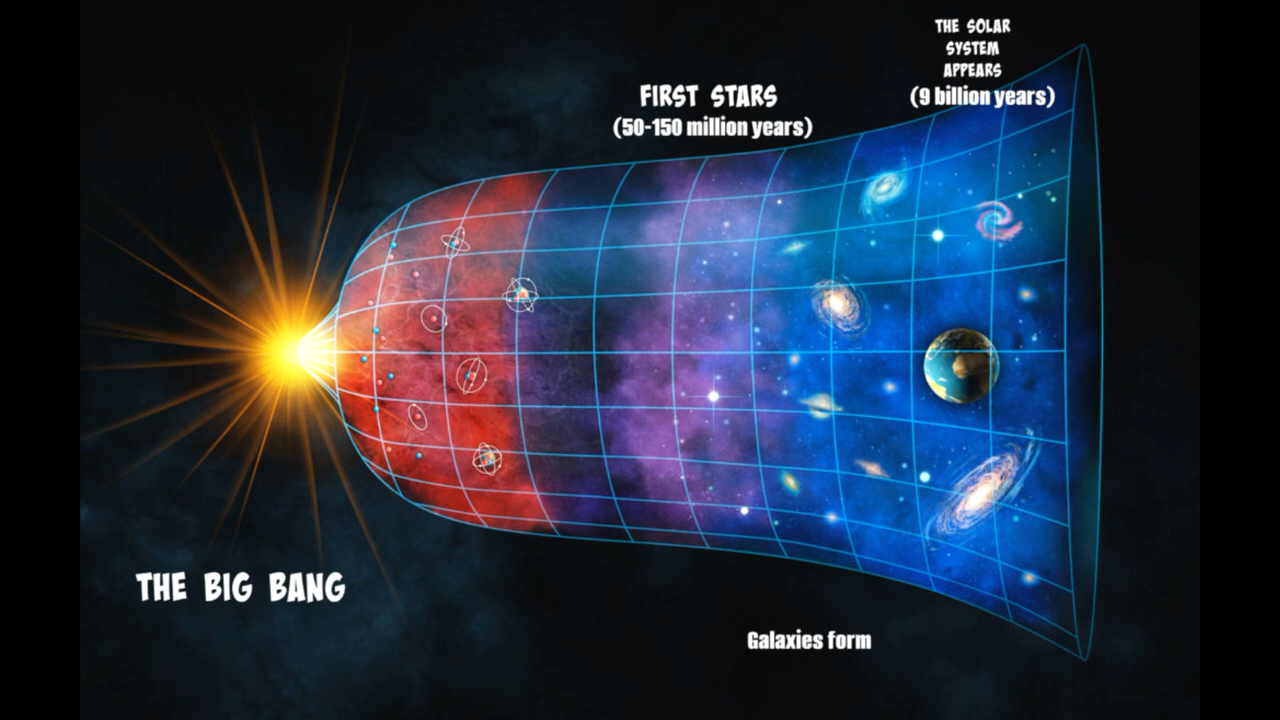 THE SOLAR
SYSTEM
APPEARS
(9 billion years)
FIRST STARS
(50-150 million years)
THE BIG BANG
Galaxies form